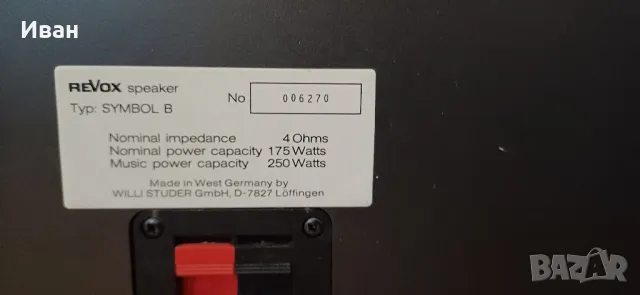 Иван
REVOX speaker
Typ: SYMBOL B
No 006270
Nominal impedance 4 Ohms
Nominal power capacity 175 Watts
Music power capacity 250 Watts
Made in West Germany by
WILLI STUDER GmbH, D-7827 Löffingen
BAZAR
bg